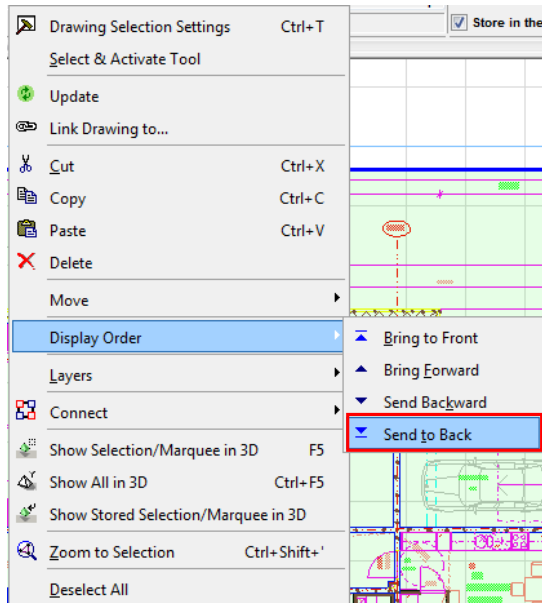 Drawing Selection Settings Ctrl+T
Store in the
Select & Activate Tool
Update
Link Drawing to...
Cut Ctrl+X
Copy Ctrl+C
Paste Ctrl+V
Delete
Move
Display Order
Bring to Front
Layers
Bring Forward
Connect
Send Backward
Send to Back
Show Selection/Marquee in 3D F5
Show All in 3D Ctrl+F5
Show Stored Selection/Marquee in 3D
Zoom to Selection Ctrl+Shift+'
Deselect All